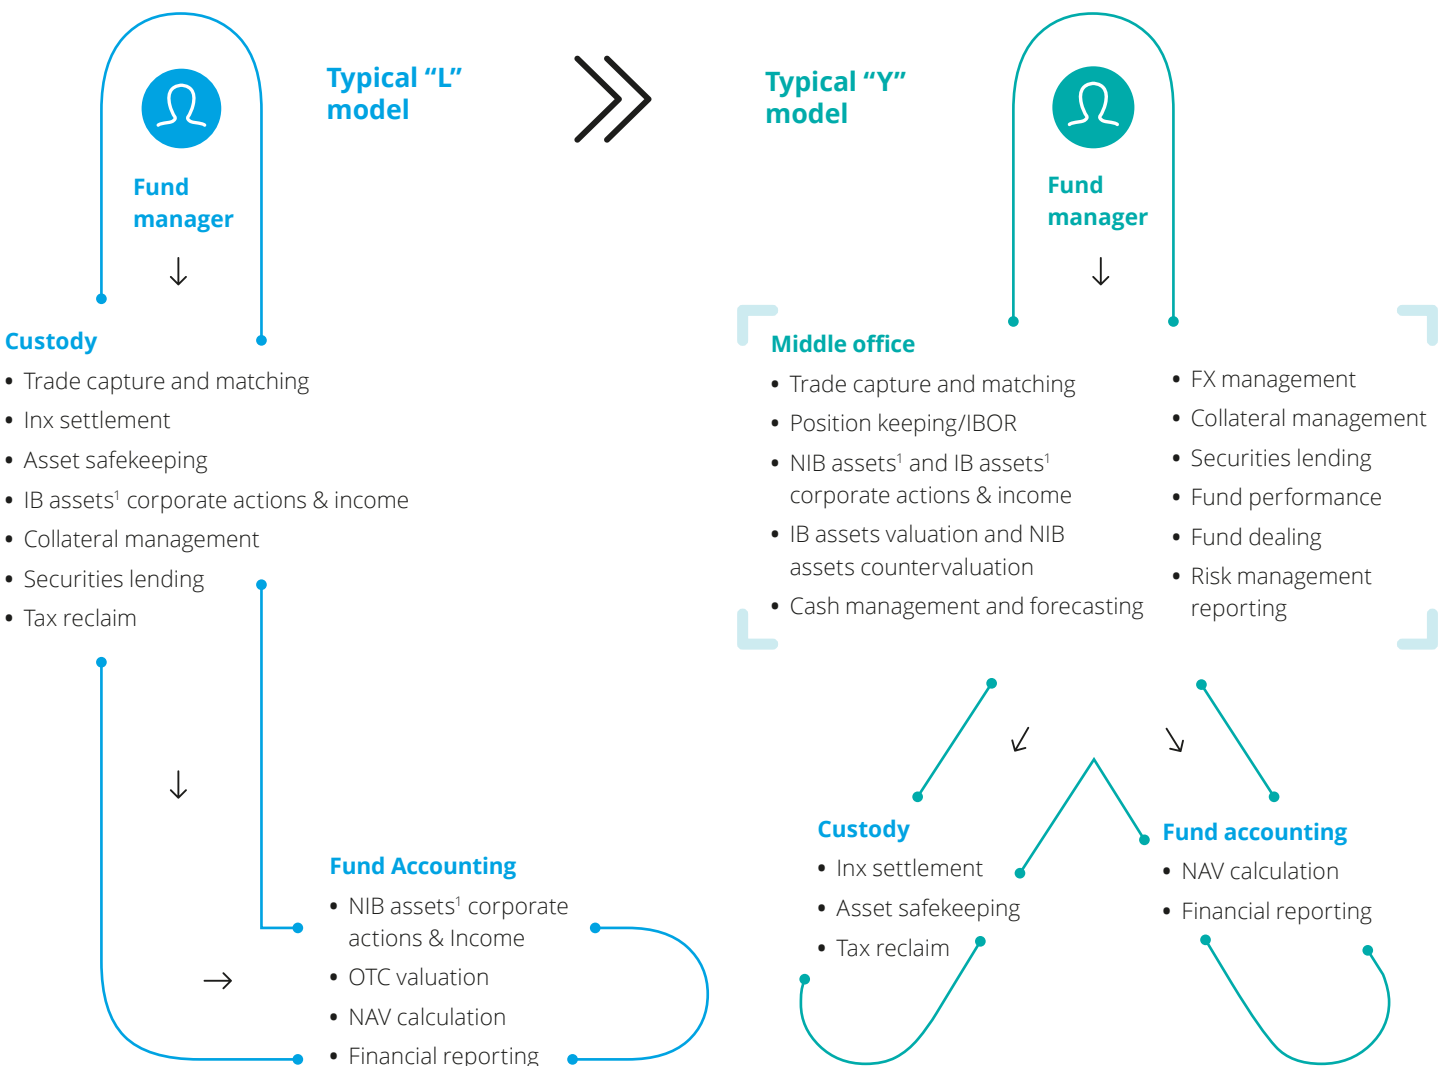 Typical “L”
model
Fund
manager
Custody
• Trade capture and matching
• Inx settlement
• Asset safekeeping
• IB assets¹ corporate actions & income
• Collateral management
• Securities lending
• Tax reclaim
Fund Accounting
• NIB assets¹ corporate
actions & Income
• OTC valuation
• NAV calculation
• Financial reporting
Typical “Y”
model
Fund
manager
Middle office
• Trade capture and matching
• Position keeping/IBOR
• NIB assets¹ and IB assets¹
corporate actions & income
• IB assets valuation and NIB
assets countervaluation
• Cash management and forecasting
• FX management
• Collateral management
• Securities lending
• Fund performance
• Fund dealing
• Risk management
reporting
Custody
• Inx settlement
• Asset safekeeping
• Tax reclaim
Fund accounting
• NAV calculation
• Financial reporting